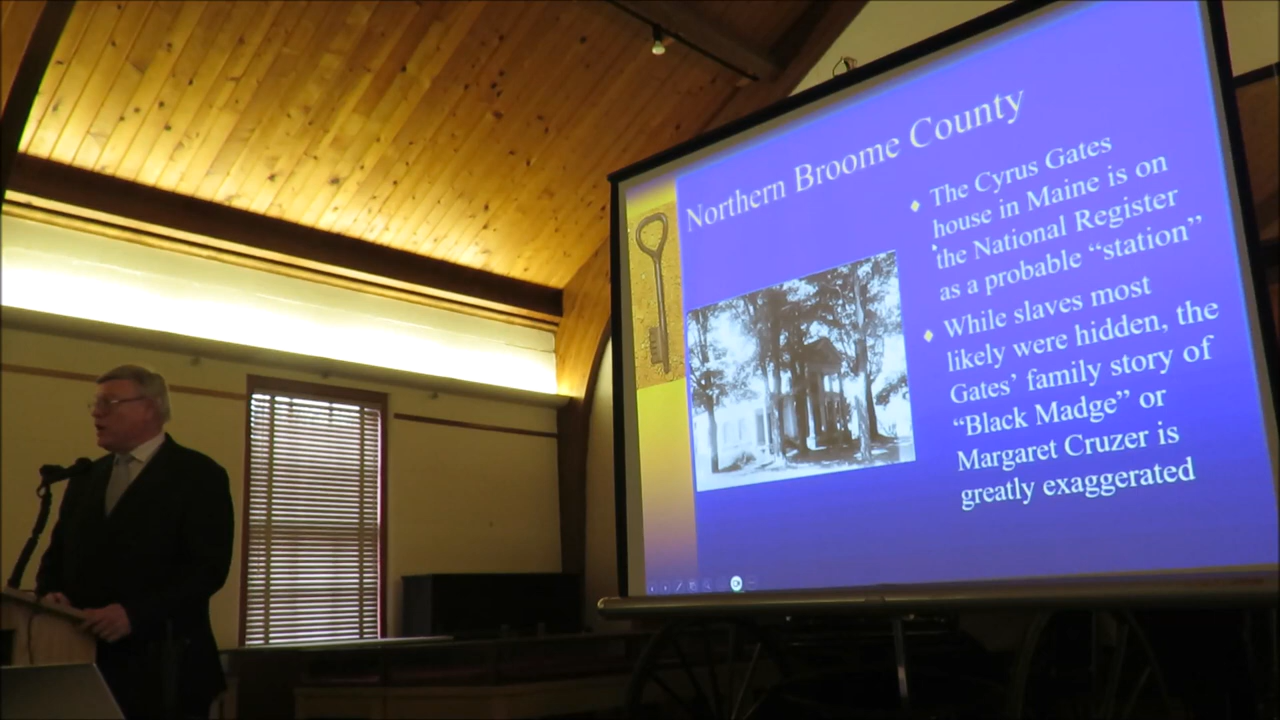 Northern Broome County
The Cyrus Gates
house in Maine is on
the National Register
as a probable “station”
While slaves most
likely were hidden, the
Gates’ family story of
“Black Madge” or
Margaret Cruzer is
greatly exaggerated